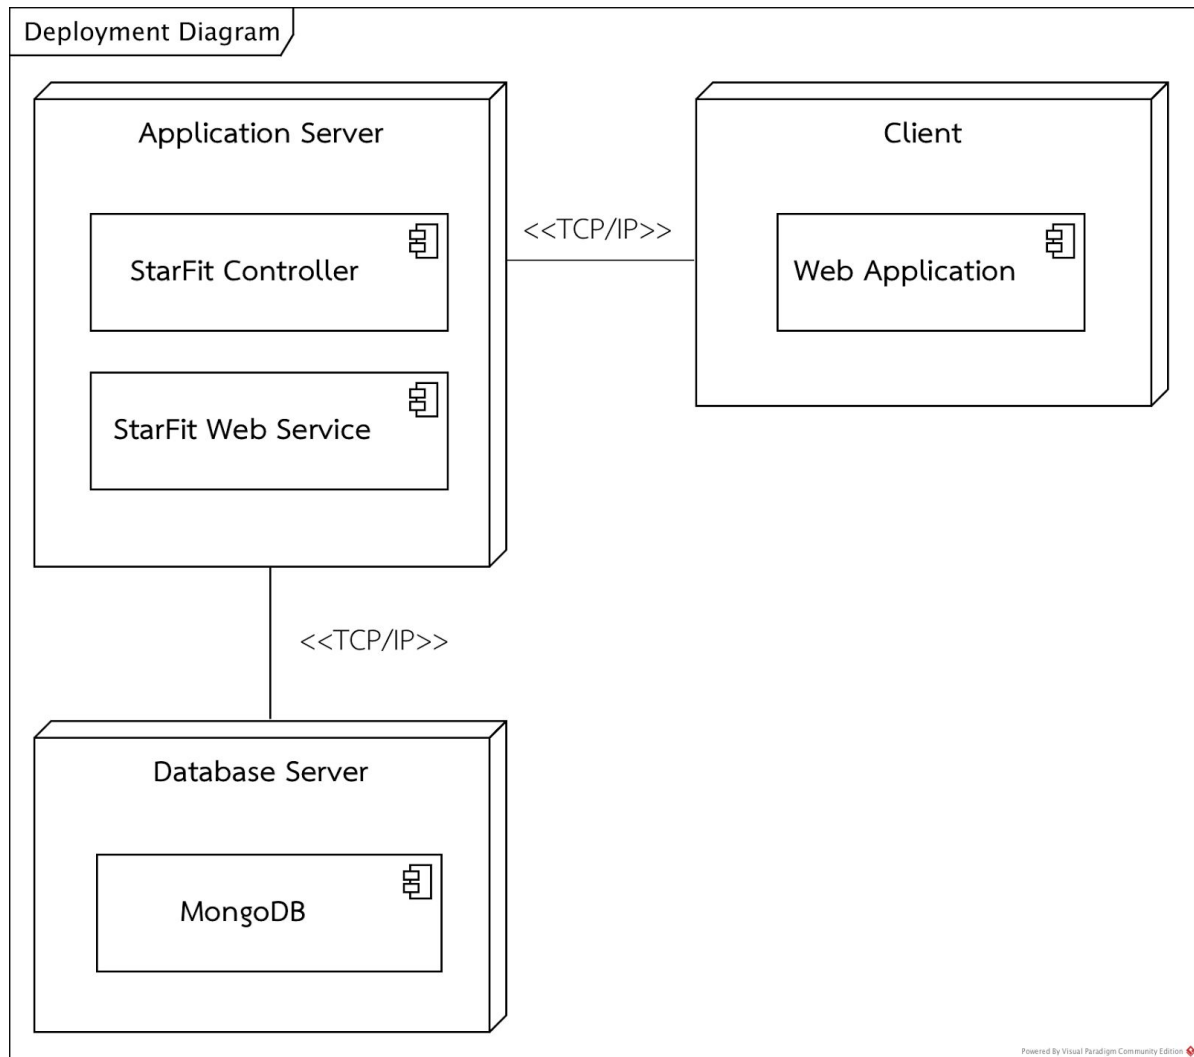 Deployment Diagram
Application Server
StarFit Controller
StarFit Web Service
<<TCP/IP>>
Client
Web Application
<<TCP/IP>>
Database Server
MongoDB
Powered By Visual Paradigm Community Edition